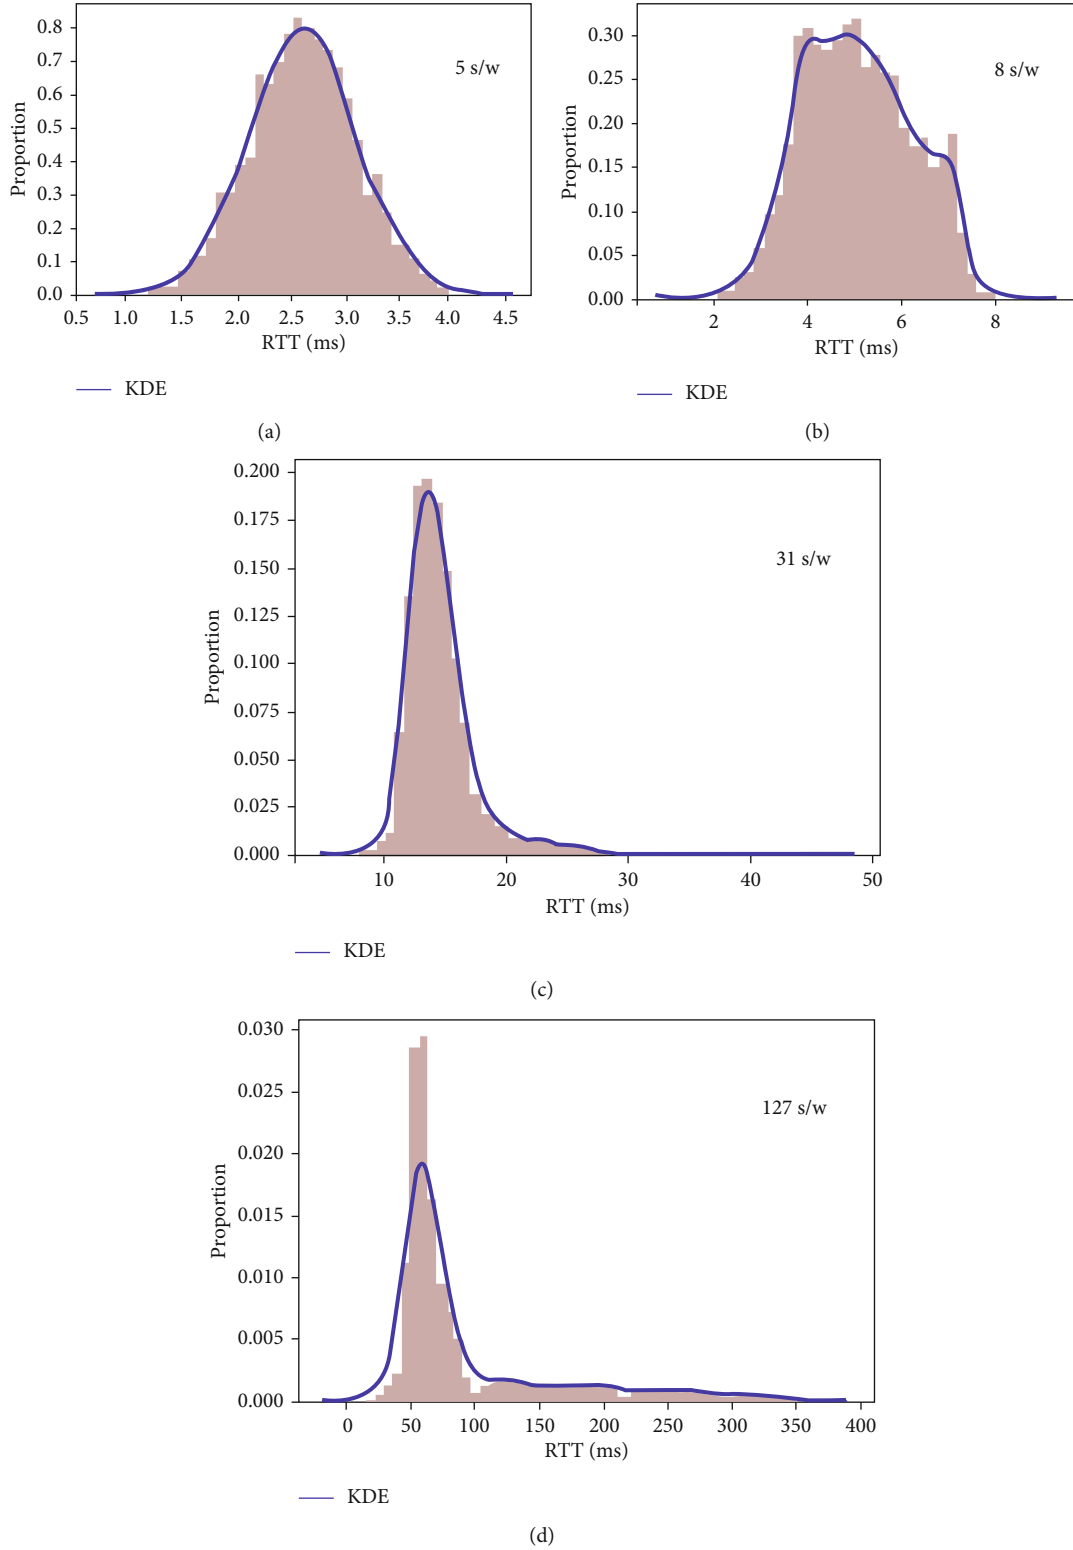 0.8
0.7
0.6
0.5
0.4
0.3
0.2
0.1
0.0
Proportion
5 s/w
0.5 1.0 1.5 2.0 2.5 3.0 3.5 4.0 4.5
RTT (ms)
KDE
(a)
0.30
0.25
0.20
0.15
0.10
0.05
0.00
Proportion
8 s/w
2 4 6 8
RTT (ms)
KDE
(b)
0.200
0.175
0.150
0.125
0.100
0.075
0.050
0.025
0.000
Proportion
31 s/w
10 20 30 40 50
RTT (ms)
KDE
(c)
0.030
0.025
0.020
0.015
0.010
0.005
0.000
Proportion
127 s/w
0 50 100 150 200 250 300 350 400
RTT (ms)
KDE
(d)